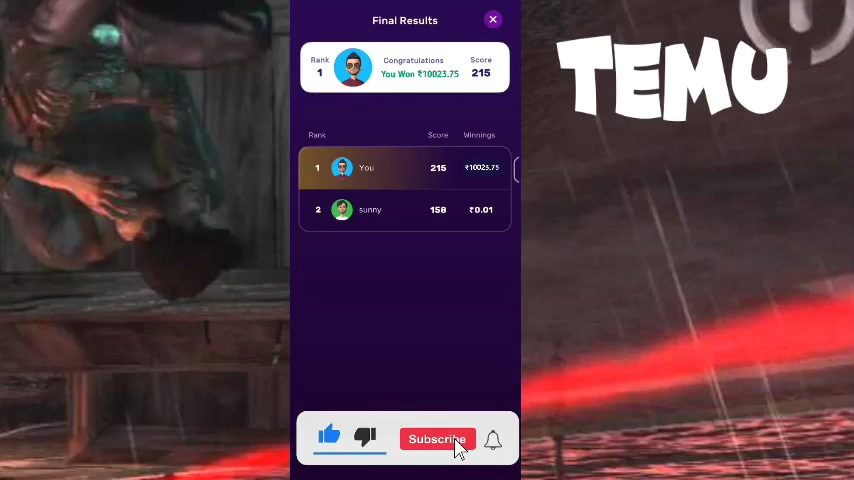 Final Results
Rank
1
Congratulations
You Won ₹10023.75
Score
215
TEMU
Rank Score Winnings
1 You 215 ₹10023.75
2 sunny 158 ₹0.01
Subscribe